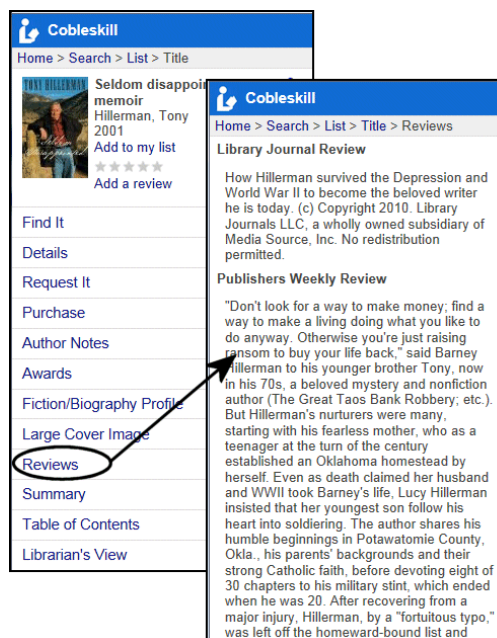 Cobleskill
Home > Search > List > Title
TONY HILLERMAN
Seldom disappoin
memoir
Hillerman, Tony
2001
Add to my list
Add a review
Find It
Details
Request It
Purchase
Author Notes
Awards
Fiction/Biography Profile
Large Cover Image
Reviews
Summary
Table of Contents
Librarian's View
Cobleskill
Home > Search > List > Title > Reviews
Library Journal Review
How Hillerman survived the Depression and
World War II to become the beloved writer
he is today. (c) Copyright 2010. Library
Journals LLC, a wholly owned subsidiary of
Media Source, Inc. No redistribution
permitted.
Publishers Weekly Review
"Don't look for a way to make money; find a
way to make a living doing what you like to
do anyway. Otherwise you're just raising
ransom to buy your life back," said Barney
Hillerman to his younger brother Tony, now
in his 70s, a beloved mystery and nonfiction
author (The Great Taos Bank Robbery; etc.).
But Hillerman's nurturers were many,
starting with his fearless mother, who as a
teenager at the turn of the century
established an Oklahoma homestead by
herself. Even as death claimed her husband
and WWII took Barney's life, Lucy Hillerman
insisted that her youngest son follow his
heart into soldiering. The author shares his
humble beginnings in Potawatomie County,
Okla., his parents' backgrounds and their
strong Catholic faith, before devoting eight of
30 chapters to his military stint, which ended
when he was 20. After recovering from a
major injury, Hillerman, by a "fortuitous typo,"
was left off the homeward-bound list and